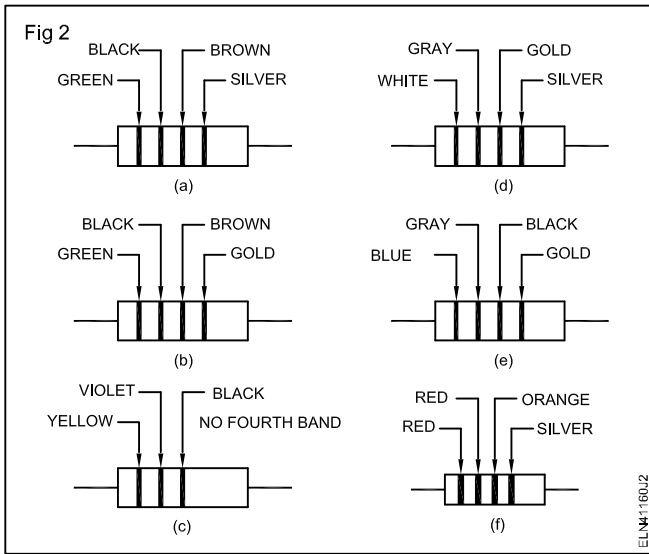 Fig 2
BLACK BROWN
GREEN SILVER
(a)
GRAY GOLD
WHITE SILVER
(d)
BLACK BROWN
GREEN GOLD
(b)
GRAY BLACK
BLUE GOLD
(e)
VIOLET BLACK
YELLOW NO FOURTH BAND
(c)
RED ORANGE
RED SILVER
(f)
ELN41160J2